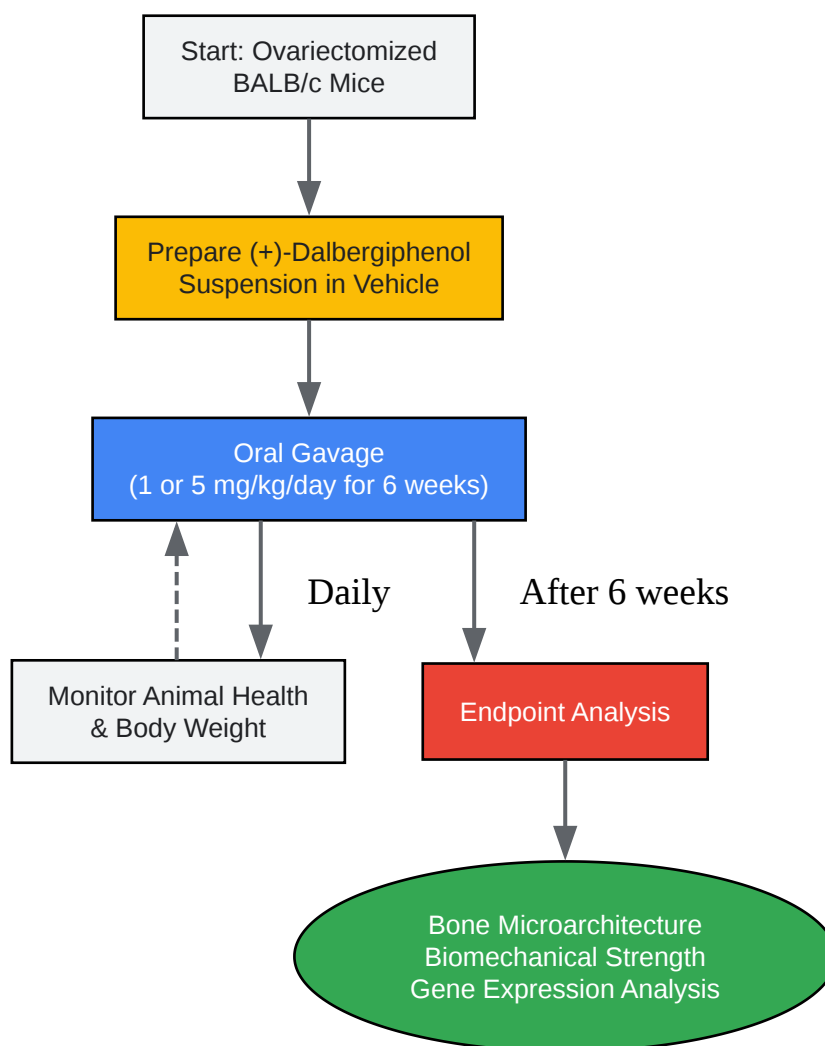 Start: Ovariectomized
BALB/c Mice
Prepare (+)-Dalbergiphenol
Suspension in Vehicle
Oral Gavage
(1 or 5 mg/kg/day for 6 weeks)
Daily
After 6 weeks
Monitor Animal Health
& Body Weight
Endpoint Analysis
Bone Microarchitecture
Biomechanical Strength
Gene Expression Analysis